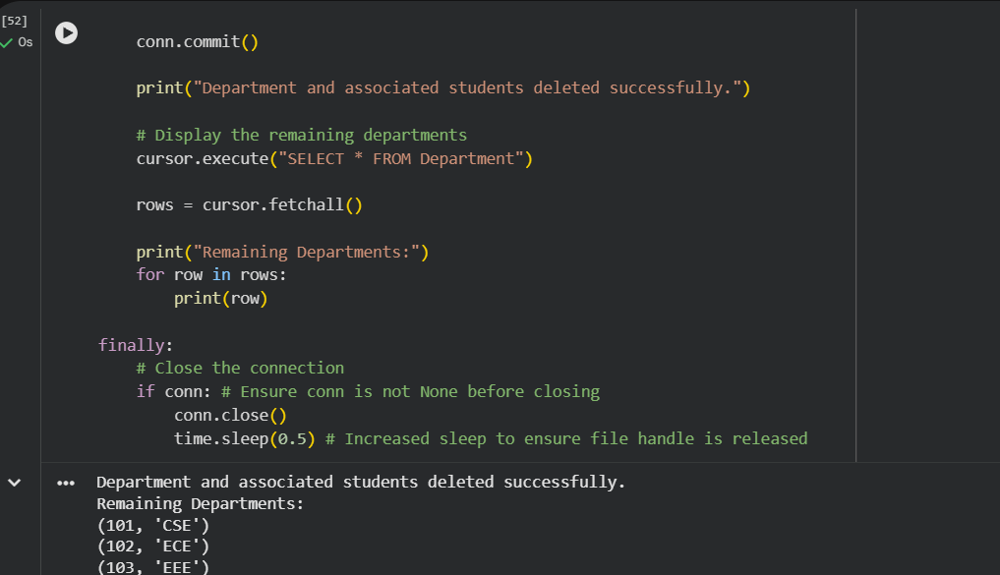 [52]
0s
conn.commit()
print("Department and associated students deleted successfully.")
# Display the remaining departments
cursor.execute("SELECT * FROM Department")
rows = cursor.fetchall()
print("Remaining Departments:")
for row in rows:
print(row)
finally:
# Close the connection
if conn: # Ensure conn is not None before closing
conn.close()
time.sleep(0.5) # Increased sleep to ensure file handle is released
Department and associated students deleted successfully.
Remaining Departments:
(101, 'CSE')
(102, 'ECE')
(103, 'EEE')